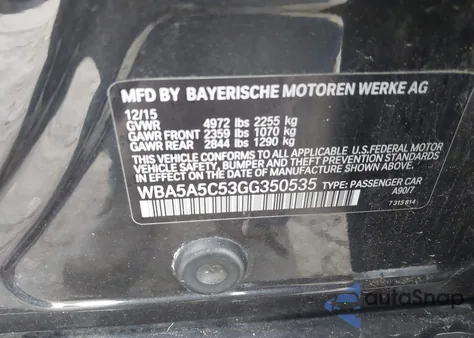 MFD BY BAYERISCHE MOTOREN WERKE AG
12/15
GVWR 4972 lbs 2255 kg
GAWR FRONT 2359 lbs 1070 kg
GAWR REAR 2844 lbs 1290 kg
THIS VEHICLE CONFORMS TO ALL APPLICABLE U.S.FEDERAL MOTOR
VEHICLE SAFETY, BUMPER AND THEFT PREVENTION STANDARDS IN
EFFECT ON THE DATE OF MANUFACTURE SHOWN ABOVE.
WBA5A5C53GG350535 TYPE: PASSENGER CAR
A90/7
7 315 614
autoSnap